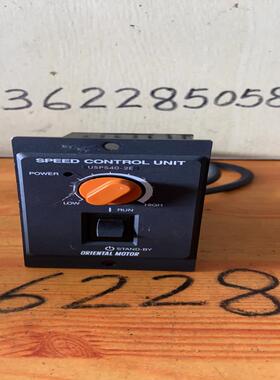 362285058
SPEED CONTROL UNIT
USP540-2E
POWER
LOW
HIGH
RUN
STAND-BY
ORIENTAL MOTOR
6228